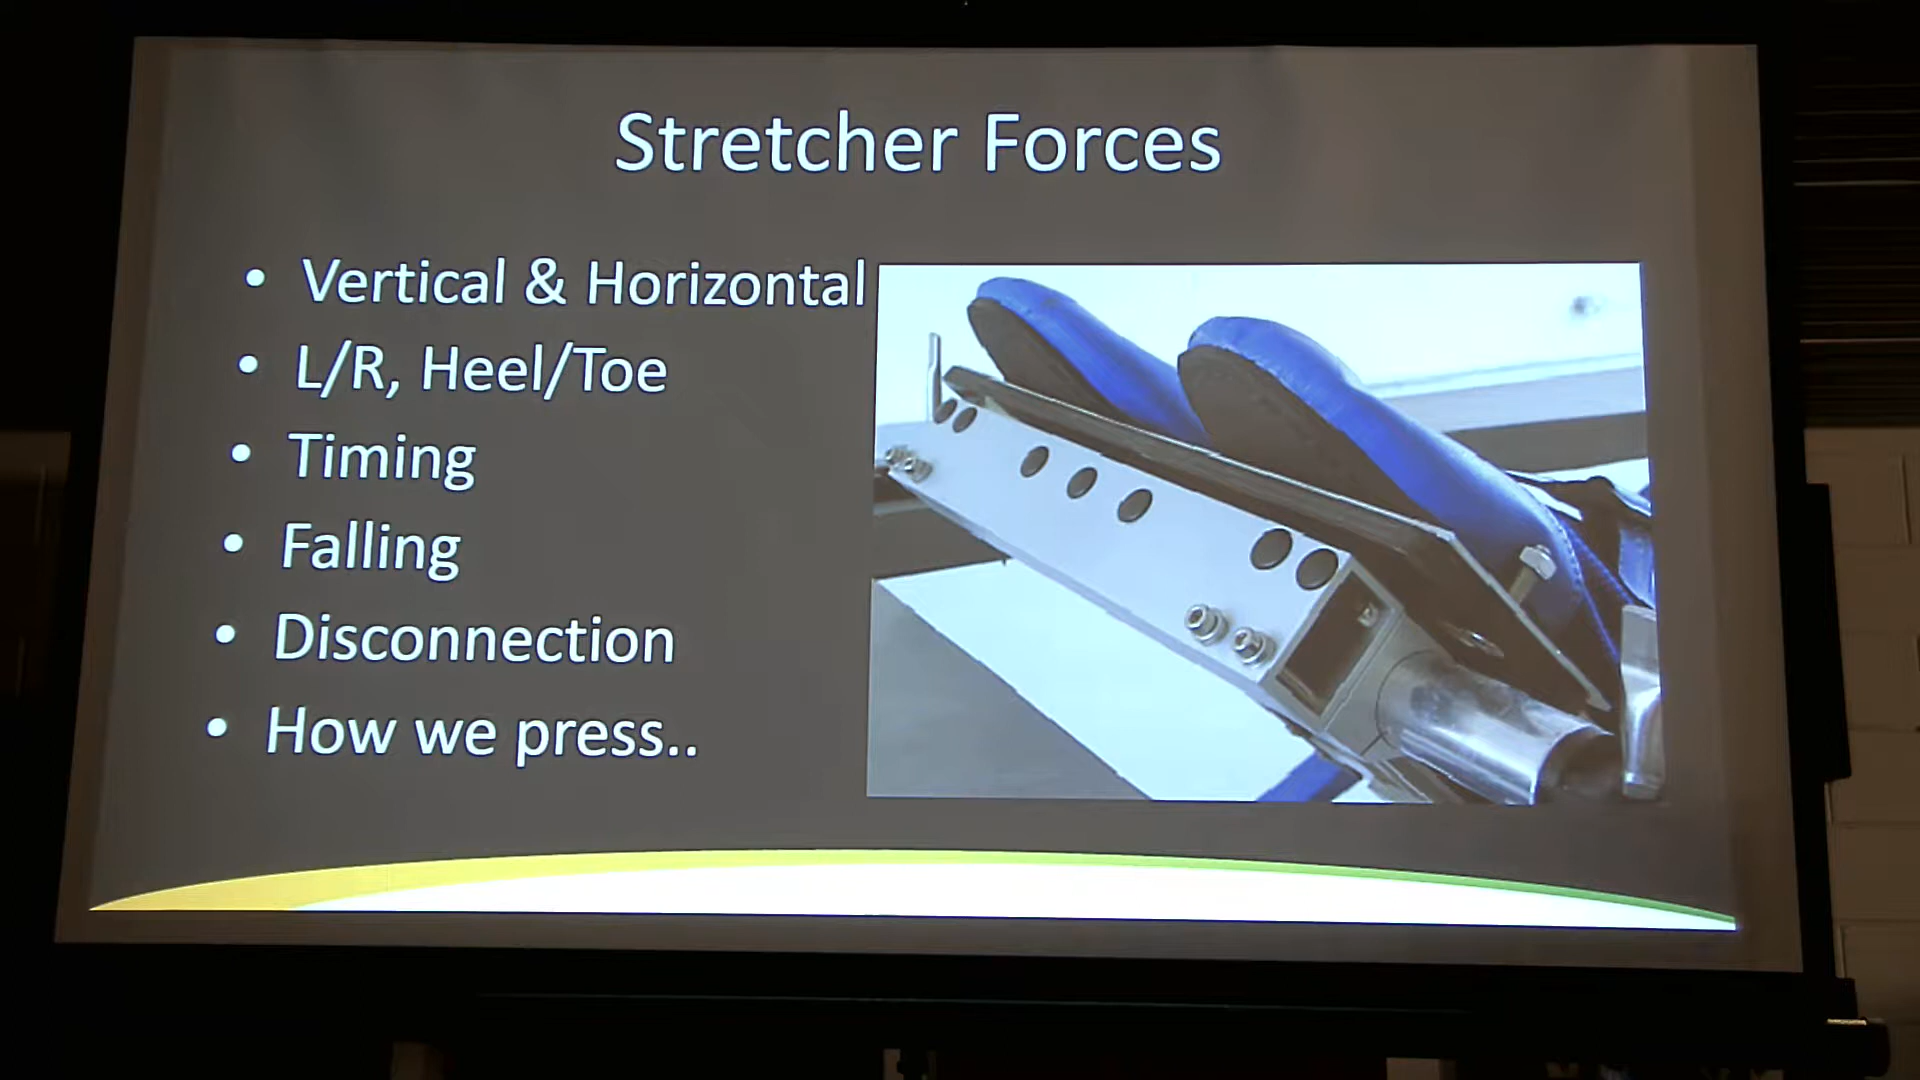 Stretcher Forces
• Vertical & Horizontal
• L/R, Heel/Toe
• Timing
• Falling
• Disconnection
• How we press..